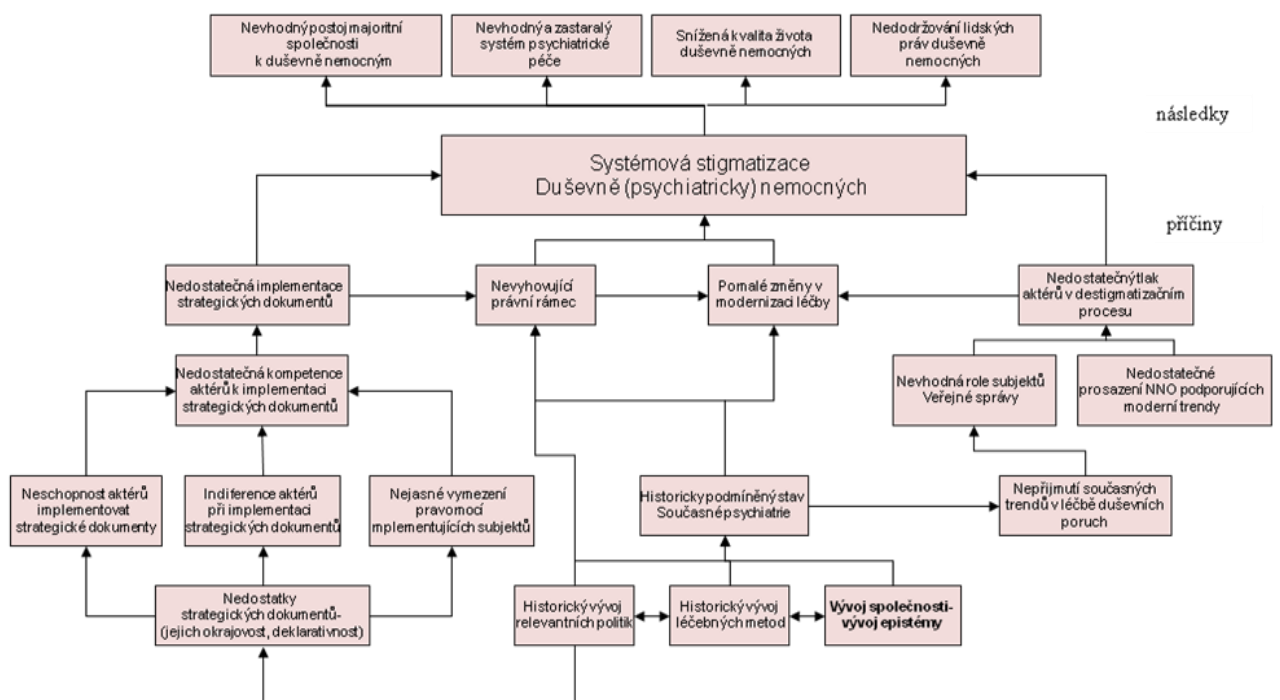 Nevhodný postoj majoritní
společnosti
k duševně nemocným
Nevhodný a zastaralý
systém psychiatrické
péče
Snížená kvalita života
duševně nemocných
Nedodržování lidských
práv duševně
nemocných
následky
Systémová stigmatizace
Duševně (psychiatricky) nemocných
příčiny
Nedostatečná implementace
strategických dokumentů
Nevyhovující
právní rámec
Pomalé změny v
modernizaci léčby
Nedostatečný tlak
aktérů v destigmatizačním
procesu
Nedostatečná kompetence
aktérů k implementaci
strategických dokumentů
Nevhodná role subjektů
Veřejné správy
Nedostatečné
prosazení NNO podporujících
moderní trendy
Neschopnost aktérů
implementovat
strategické dokumenty
Indiference aktérů
při implementaci
strategických dokumentů
Nejasné vymezení
pravomocí
mplementujících subjektů
Historicky podmíněný stav
Současné psychiatrie
Nepřijmutí současných
trendů v léčbě duševních
poruch
Nedostatky
strategických dokumentů-
(jejich okrajovost, deklarativnost)
Historický vývoj
relevantních politik
Historický vývoj
léčebných metod
Vývoj společnosti-
vývoj epistémy